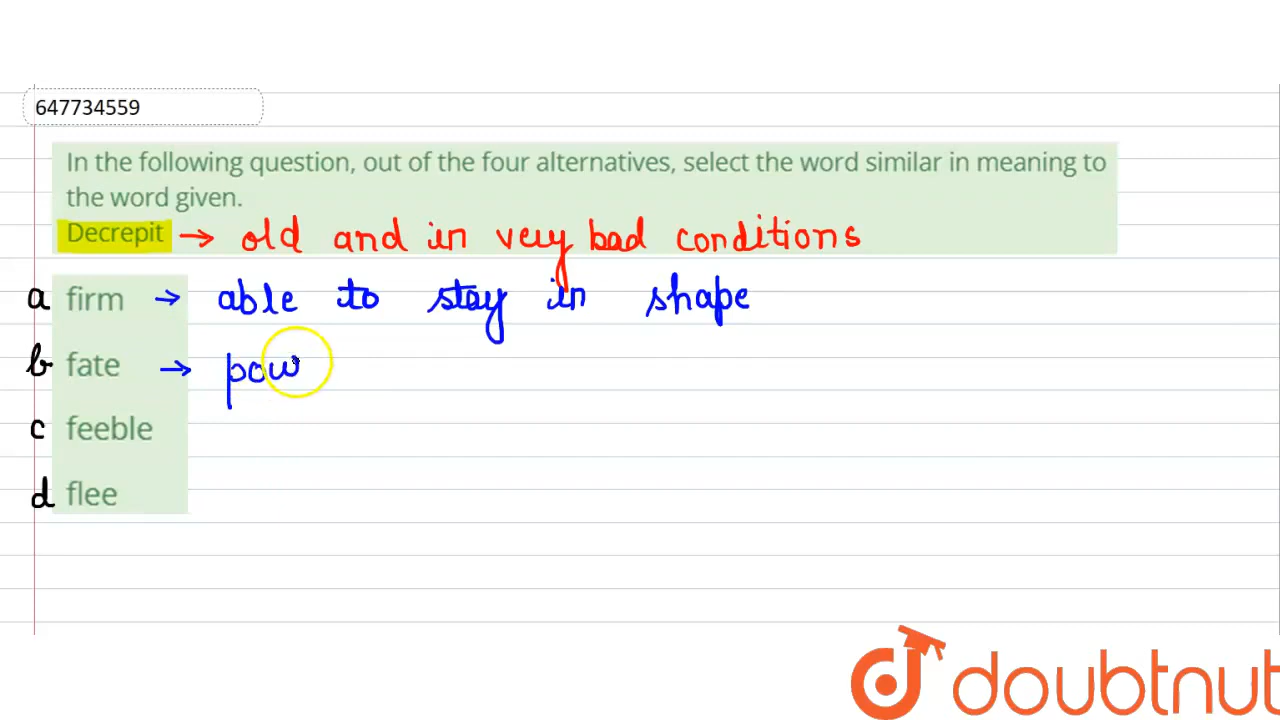 647734559
In the following question, out of the four alternatives, select the word similar in meaning to
the word given.
Decrepit → old and in very bad conditions
a firm → able to stay in shape
b fate → pow
c feeble
d flee
doubtnut